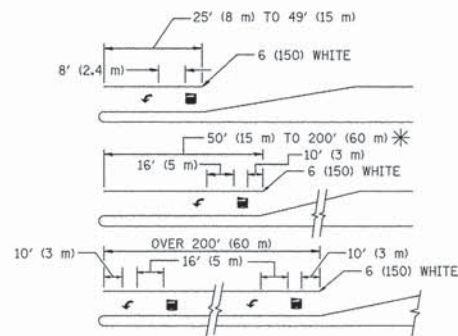 25' (8 m) TO 49' (15 m)
8' (2.4 m)
6 (150) WHITE
50' (15 m) TO 200' (60 m) *
16' (5 m)
10' (3 m)
6 (150) WHITE
OVER 200' (60 m)
10' (3 m)
16' (5 m)
10' (3 m)
6 (150) WHITE